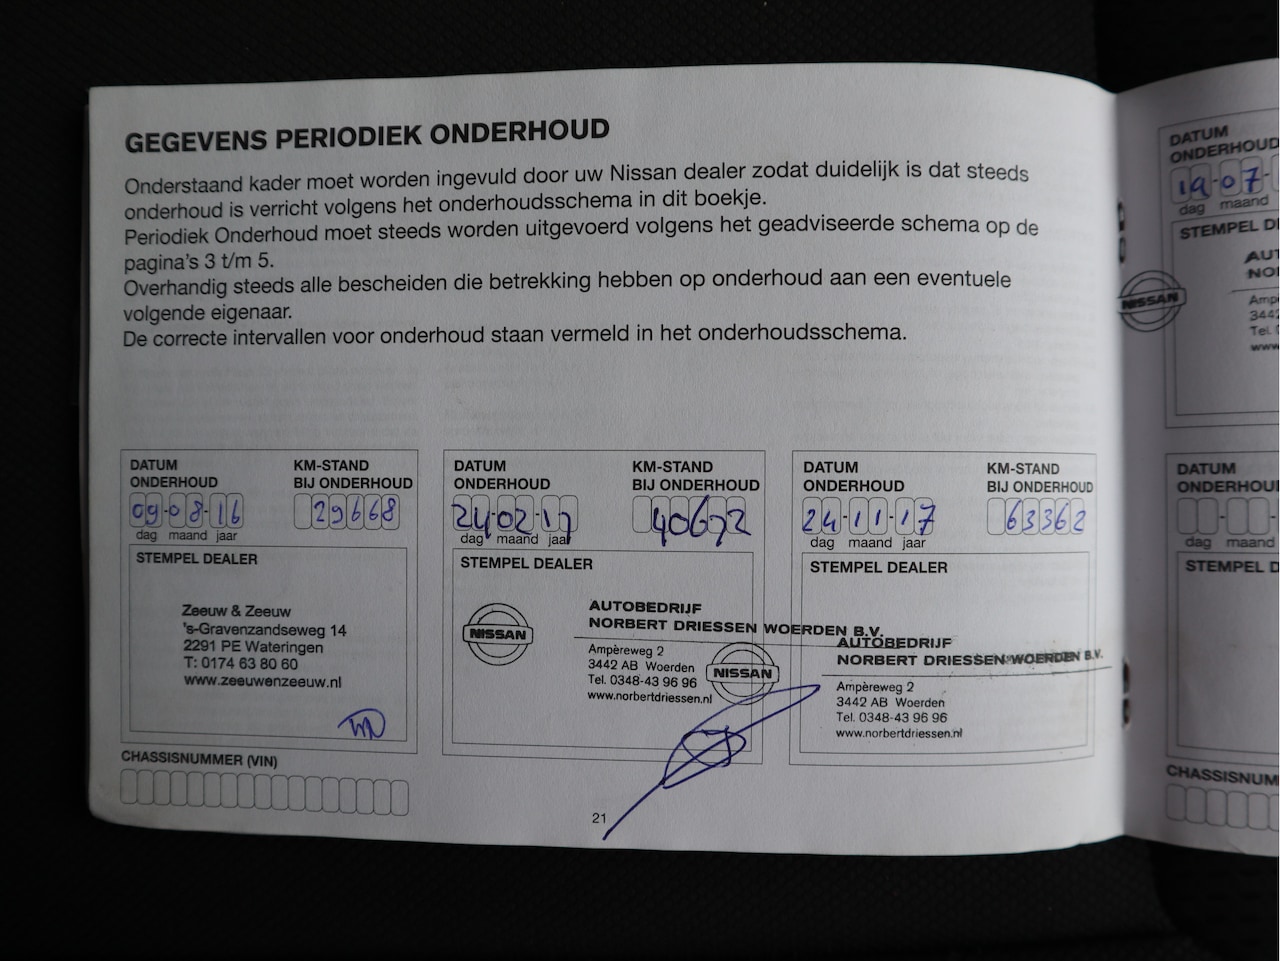 GEGEVENS PERIODIEK ONDERHOUD
Onderstaand kader moet worden ingevuld door uw Nissan dealer zodat duidelijk is dat steeds
onderhoud is verricht volgens het onderhoudsschema in dit boekje.
Periodiek Onderhoud moet steeds worden uitgevoerd volgens het geadviseerde schema op de
pagina's 3 t/m 5.
Overhandig steeds alle bescheiden die betrekking hebben op onderhoud aan een eventuele
volgende eigenaar.
De correcte intervallen voor onderhoud staan vermeld in het onderhoudsschema.
DATUM
ONDERHOUD
09-08-16
dag maand jaar
KM-STAND
BIJ ONDERHOUD
29668
STEMPEL DEALER
Zeeuw & Zeeuw
's-Gravenzandseweg 14
2291 PE Wateringen
T: 0174 63 80 60
www.zeeuwenzeeuw.nl
CHASSISNUMMER (VIN)
DATUM
ONDERHOUD
24-02-17
dag maand jaar
KM-STAND
BIJ ONDERHOUD
40672
STEMPEL DEALER
NISSAN
AUTOBEDRIJF
NORBERT DRIESSEN WOERDEN B.V.
Ampèreweg 2
3442 AB Woerden
Tel. 0348-43 96 96
www.norbertdriessen.nl
DATUM
ONDERHOUD
24-11-17
dag maand jaar
KM-STAND
BIJ ONDERHOUD
63362
STEMPEL DEALER
NISSAN
AUTOBEDRIJF
NORBERT DRIESSEN WOERDEN B.V.
Ampèreweg 2
3442 AB Woerden
Tel. 0348-43 96 96
www.norbertdriessen.nl
21
DATUM
ONDERHOUD
19-07-
dag maand
STEMPEL
NISSAN
Tel.
www
DATUM
dag maand
STEMPEL